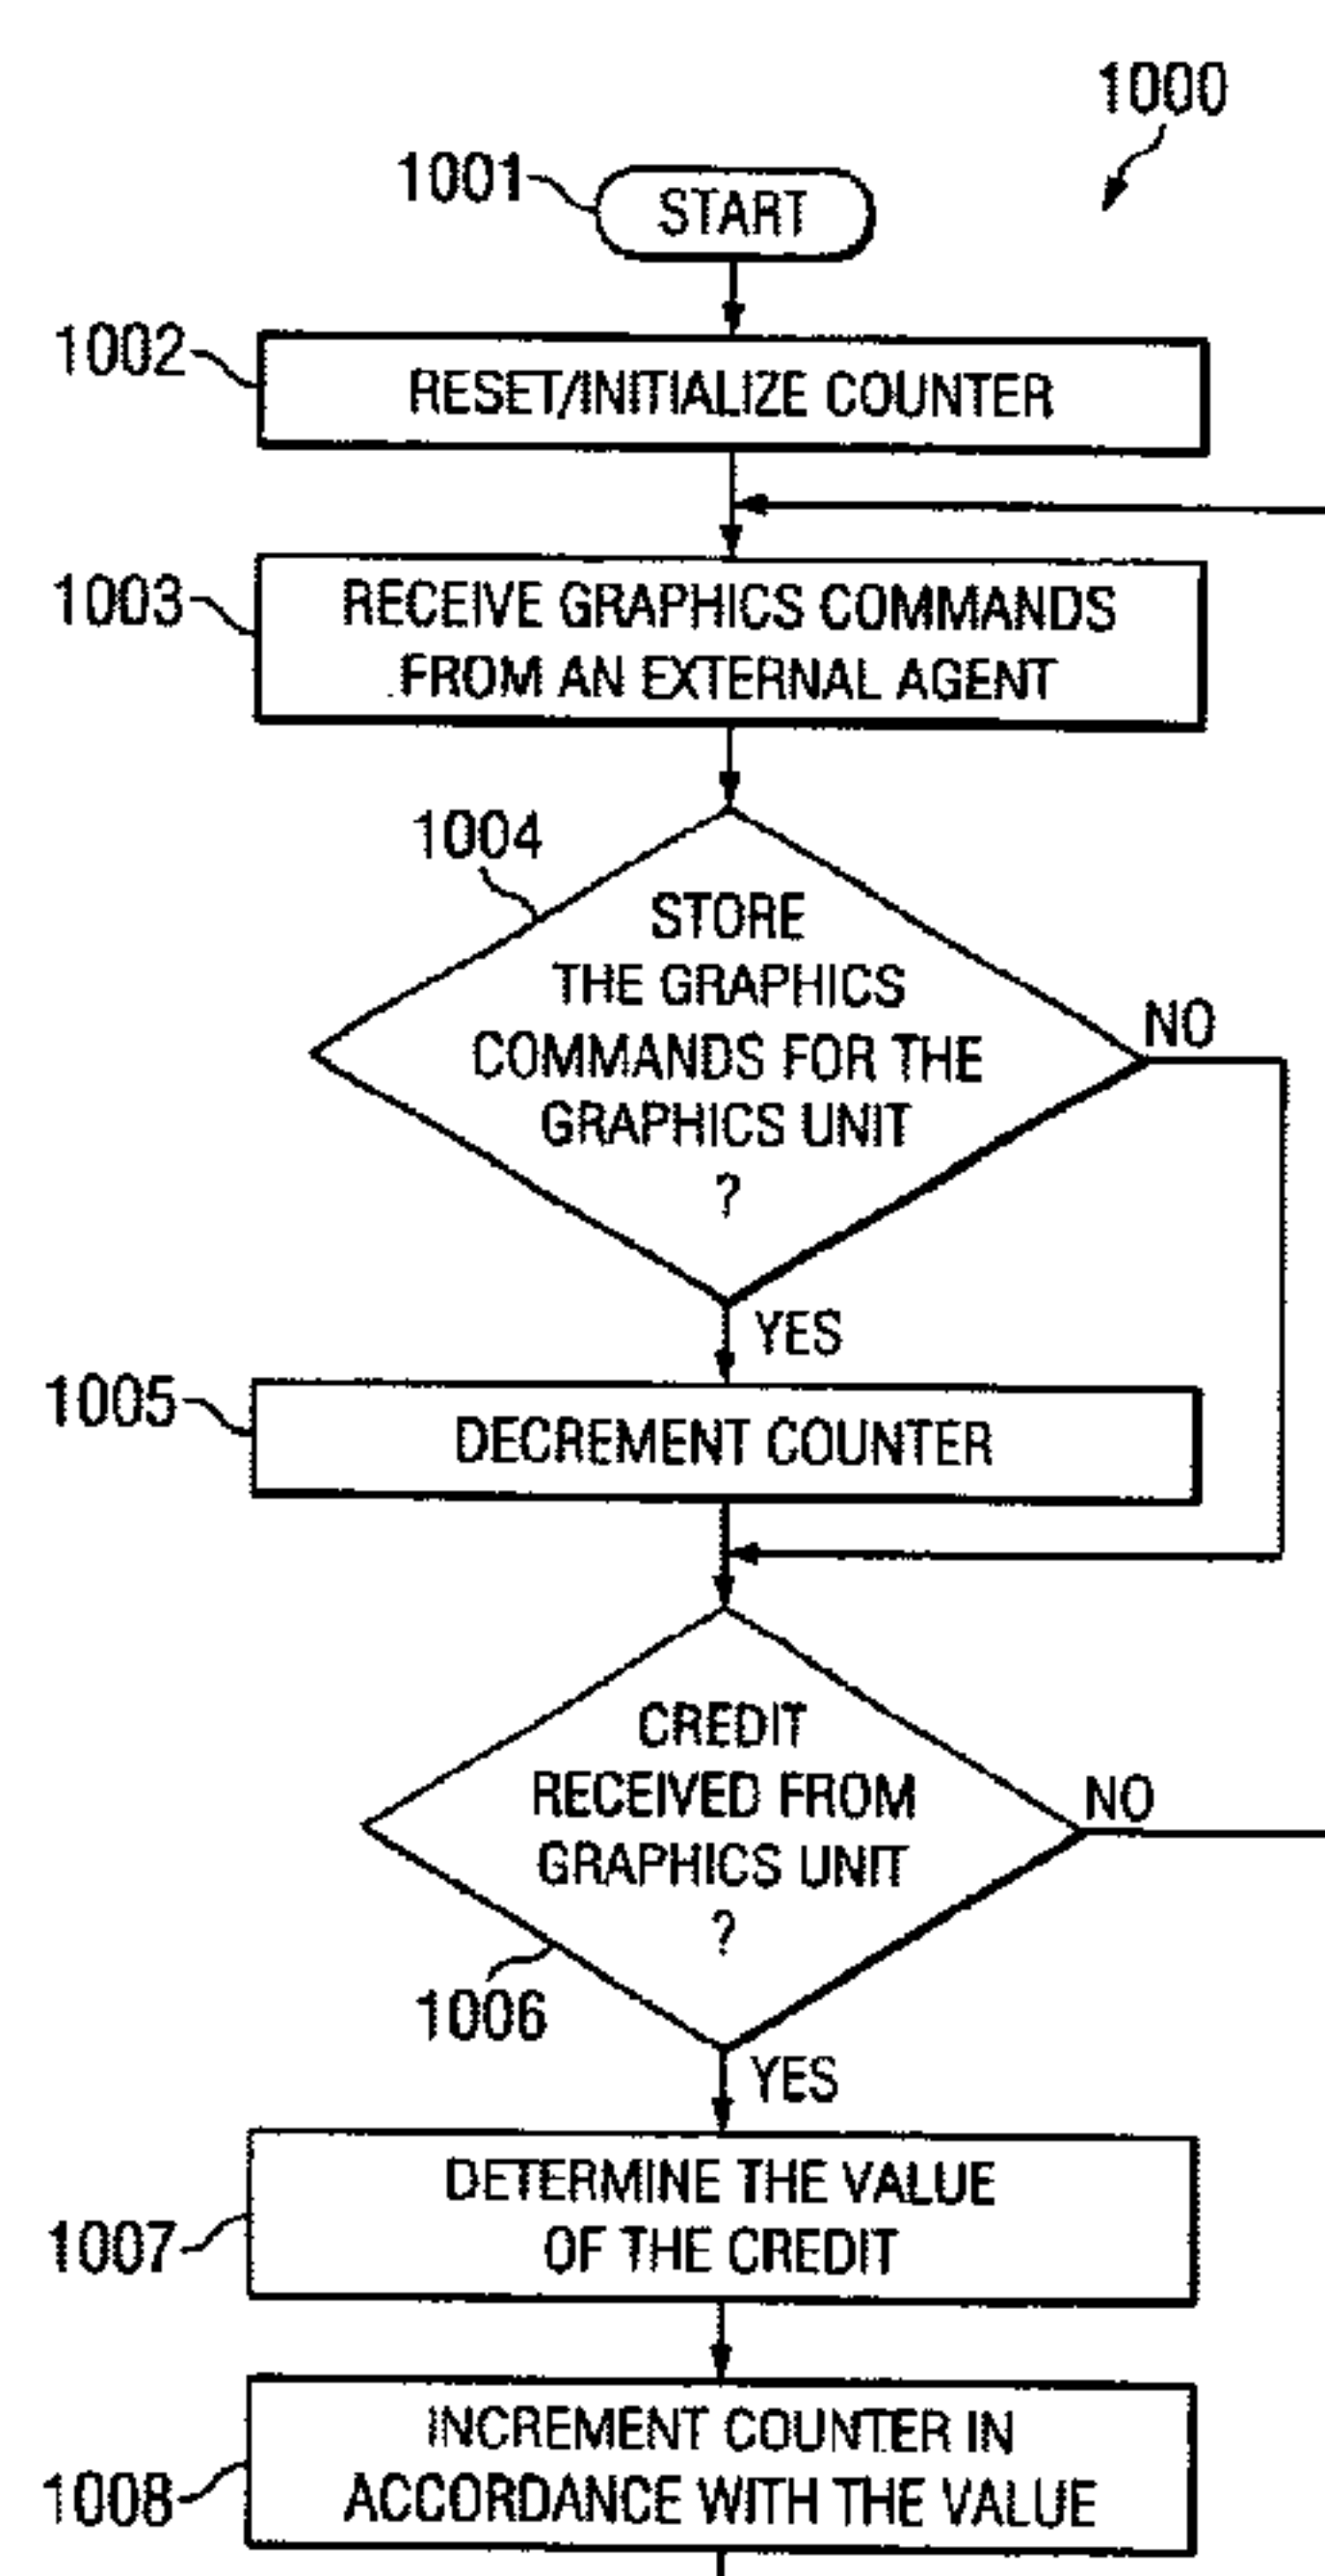 1000
1001
START
1002
RESET/INITIALIZE COUNTER
1003
RECEIVE GRAPHICS COMMANDS
FROM AN EXTERNAL AGENT
1004
STORE
THE GRAPHICS
COMMANDS FOR THE
GRAPHICS UNIT
?
NO
YES
1005
DECREMENT COUNTER
CREDIT
RECEIVED FROM
GRAPHICS UNIT
?
NO
1006
YES
DETERMINE THE VALUE
OF THE CREDIT
1007
INCREMENT COUNTER IN
ACCORDANCE WITH THE VALUE
1008